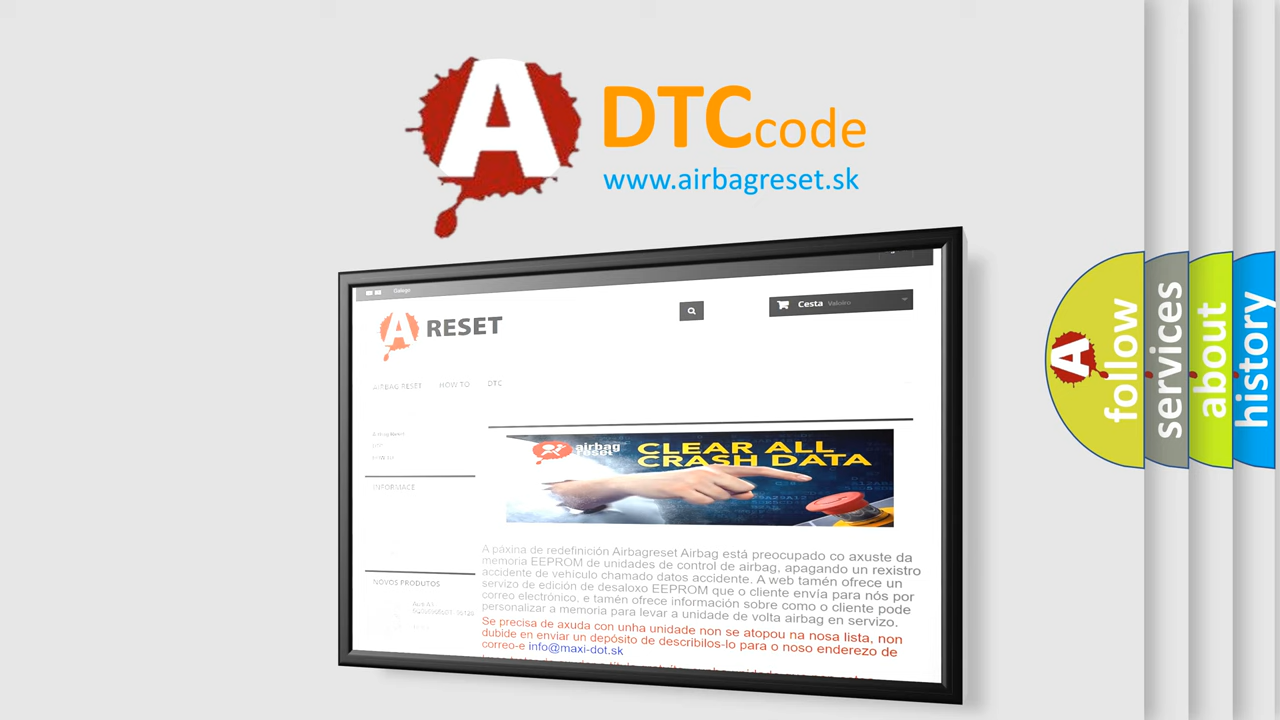 A
DTCcode
www.airbagreset.sk
Galego
A RESET
Cesta Valeiro
AIRBAG RESET HOW TO DTC
INFORMACE
NOVOS PRODUTOS
airbag
reset
CLEAR ALL
CRASH DATA
A páxina de redefinición Airbagreset Airbag está preocupado co axuste da
memoria EEPROM de unidades de control de airbag, apagando un rexistro
accidente de vehículo chamado datos accidente. A web tamén ofrece un
servizo de edición de desaloxo EEPROM que o cliente envía para nós por
correo electrónico, e tamén ofrece información sobre como o cliente pode
personalizar a memoria para levar a unidade de volta airbag en servizo.
Se precisa de axuda con unha unidade non se atopou na nosa lista, non
dubide en enviar un depósito de describilos-lo para o noso enderezo de
correo-e info@maxi-dot.sk
A
follow
services
about
history